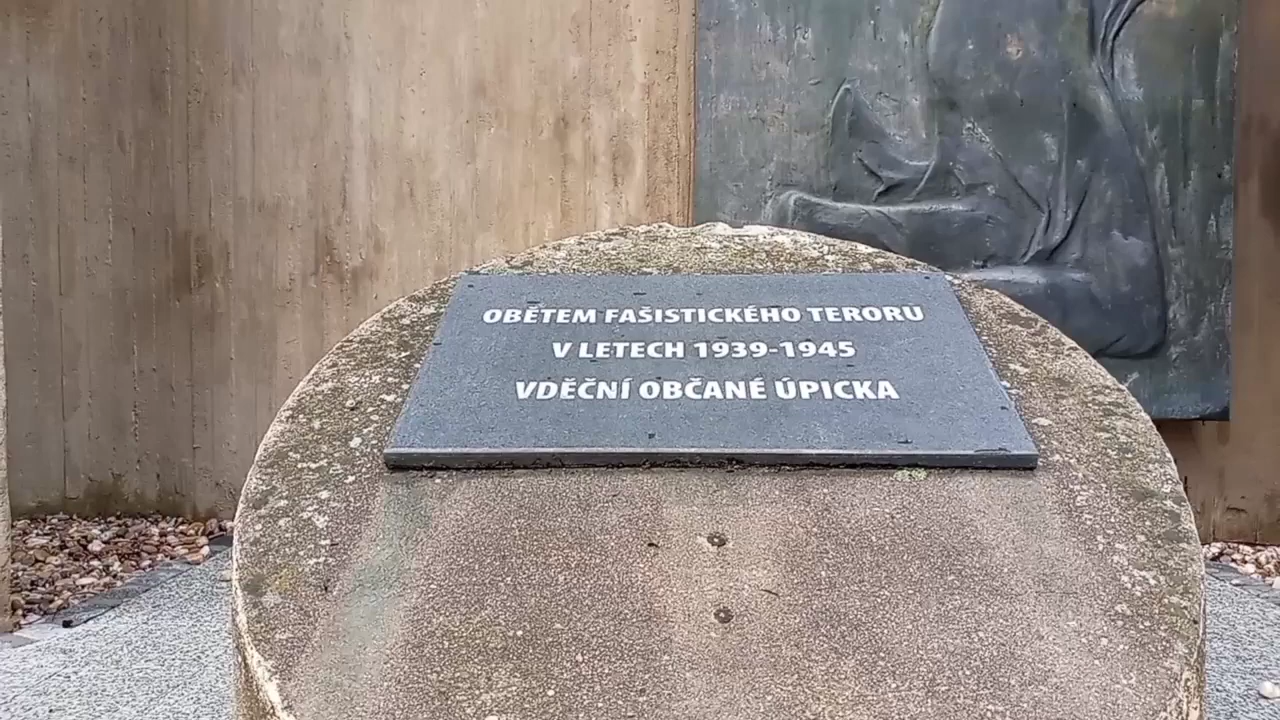 OBĚTEM FAŠISTICKÉHO TERORU
V LETECH 1939-1945
VDĚČNÍ OBČANÉ ÚPICKA